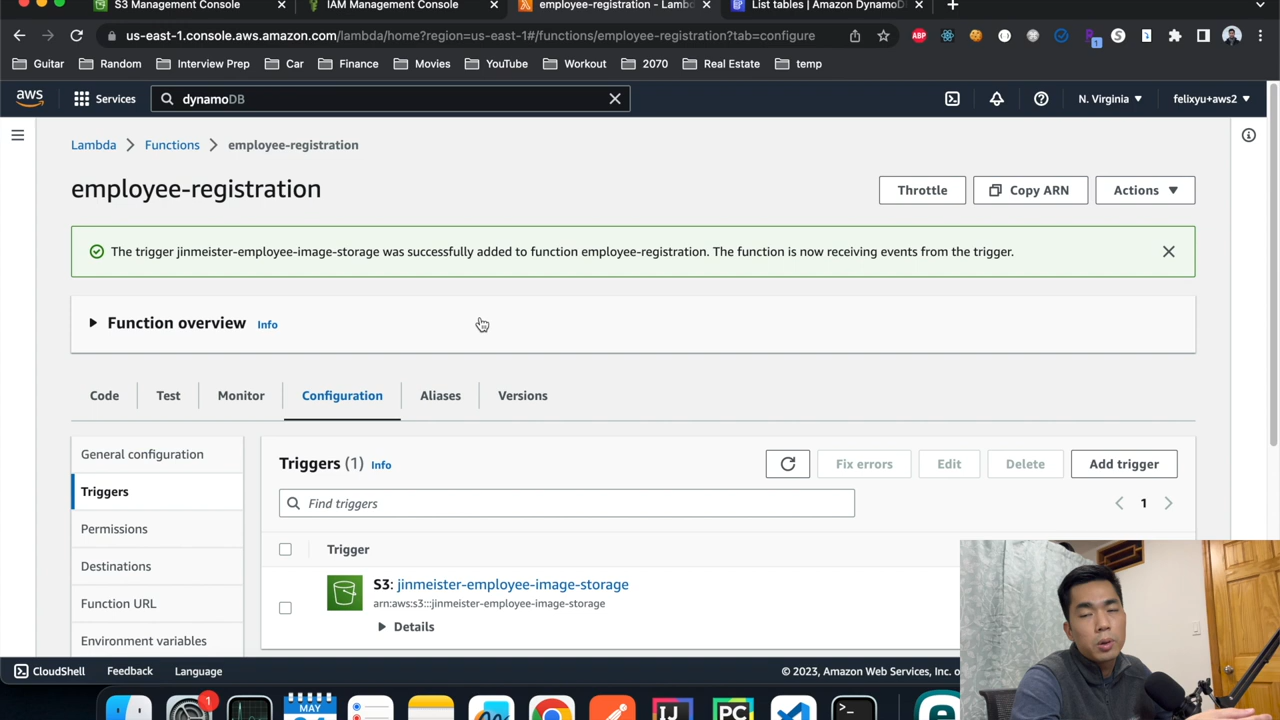 S3 Management Console
IAM Management Console
employee-registration - Lambd
List tables | Amazon DynamoD
us-east-1.console.aws.amazon.com/lambda/home?region=us-east-1#/functions/employee-registration?tab=configure
ABP
1
Guitar
Random
Interview Prep
Car
Finance
Movies
YouTube
Workout
2070
Real Estate
temp
aws
Services
dynamoDB
N. Virginia
felixyu+aws2
Lambda
Functions
employee-registration
employee-registration
Throttle
Copy ARN
Actions
The trigger jinmeister-employee-image-storage was successfully added to function employee-registration. The function is now receiving events from the trigger.
Function overview
Info
Code
Test
Monitor
Configuration
Aliases
Versions
General configuration
Triggers
Permissions
Destinations
Function URL
Environment variables
Triggers (1) Info
Fix errors
Edit
Delete
Add trigger
Find triggers
1
Trigger
S3: jinmeister-employee-image-storage
arn:aws:s3:::jinmeister-employee-image-storage
Details
CloudShell
Feedback
Language
© 2023, Amazon Web Services, Inc. o
1
MAY
IJ
PC